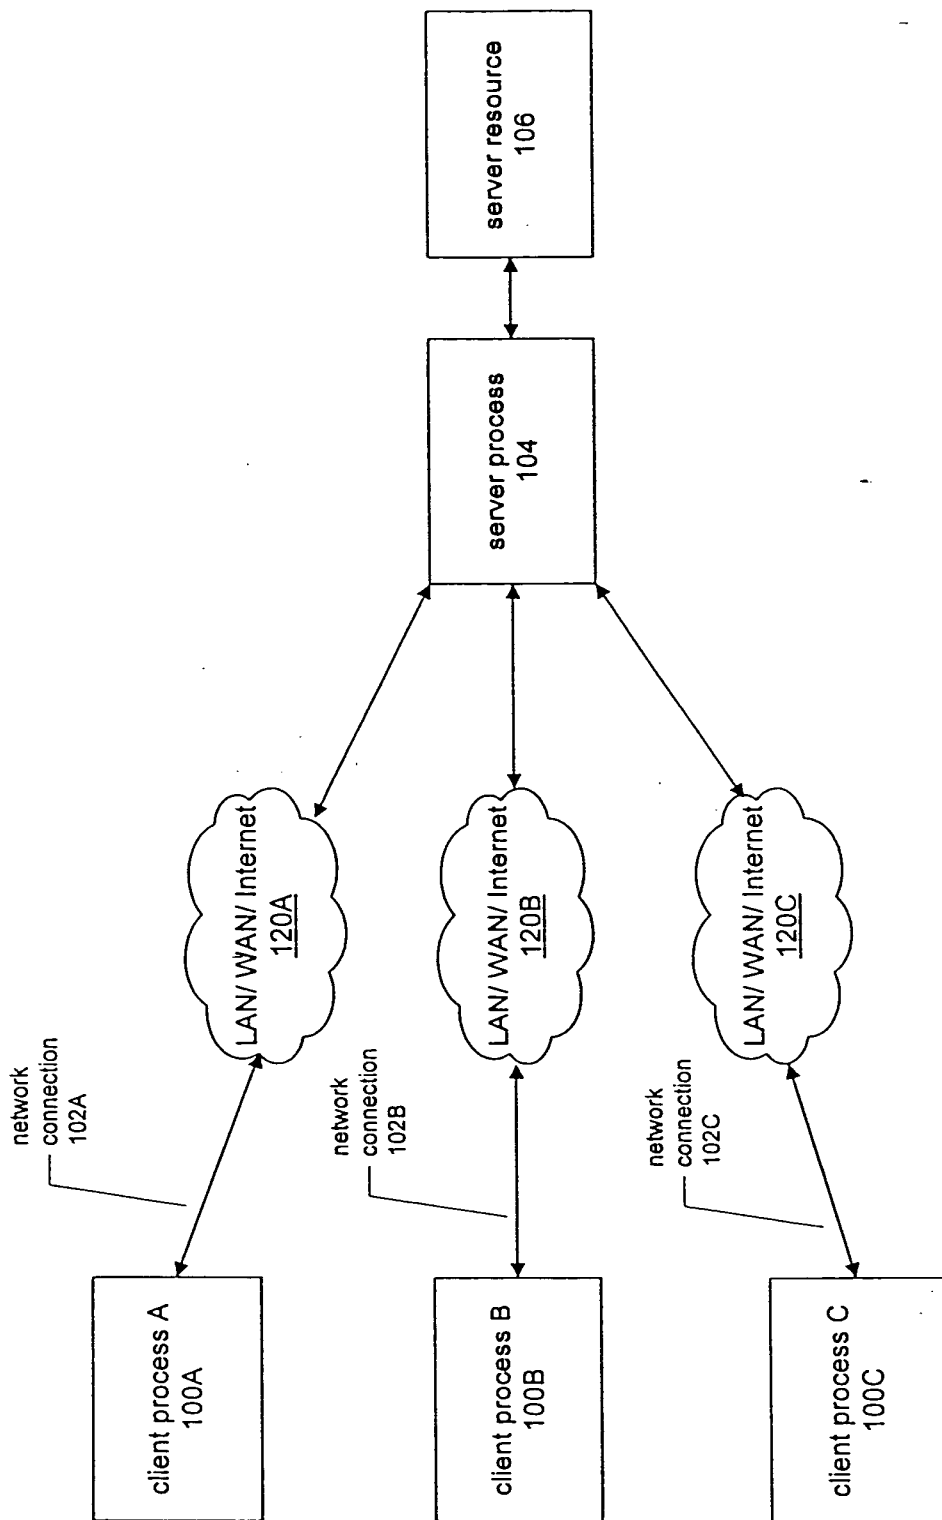 client process A
100A
network
connection
102A
LAN/ WAN/ Internet
120A
client process B
100B
network
connection
102B
LAN/ WAN/ Internet
120B
client process C
100C
network
connection
102C
LAN/ WAN/ Internet
120C
server process
104
server resource
106